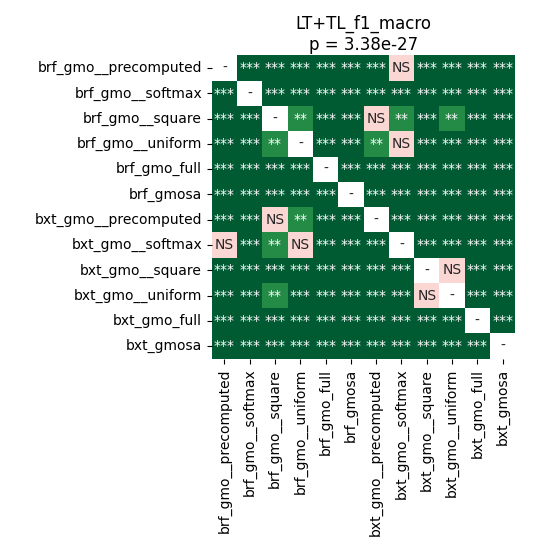 LT+TL_f1_macro
p = 3.38e-27
brf_gmo__precomputed - *** *** *** *** *** *** NS *** *** *** ***
brf_gmo__softmax *** - *** *** *** *** *** *** *** *** *** ***
brf_gmo__square *** *** - ** *** *** NS ** *** ** *** ***
brf_gmo__uniform *** *** ** - *** *** ** NS *** *** *** ***
brf_gmo_full *** *** *** *** - *** *** *** *** *** *** ***
brf_gmosa *** *** *** *** *** - *** *** *** *** *** ***
bxt_gmo__precomputed *** *** NS ** *** *** - *** *** *** *** ***
bxt_gmo__softmax NS *** ** NS *** *** *** - *** *** *** ***
bxt_gmo__square *** *** *** *** *** *** *** *** - NS *** ***
bxt_gmo__uniform *** *** ** *** *** *** *** *** NS - *** ***
bxt_gmo_full *** *** *** *** *** *** *** *** *** *** - ***
bxt_gmosa *** *** *** *** *** *** *** *** *** *** *** -
brf_gmo__precomputed
brf_gmo__softmax
brf_gmo__square
brf_gmo__uniform
brf_gmo_full
brf_gmosa
bxt_gmo__precomputed
bxt_gmo__softmax
bxt_gmo__square
bxt_gmo__uniform
bxt_gmo_full
bxt_gmosa